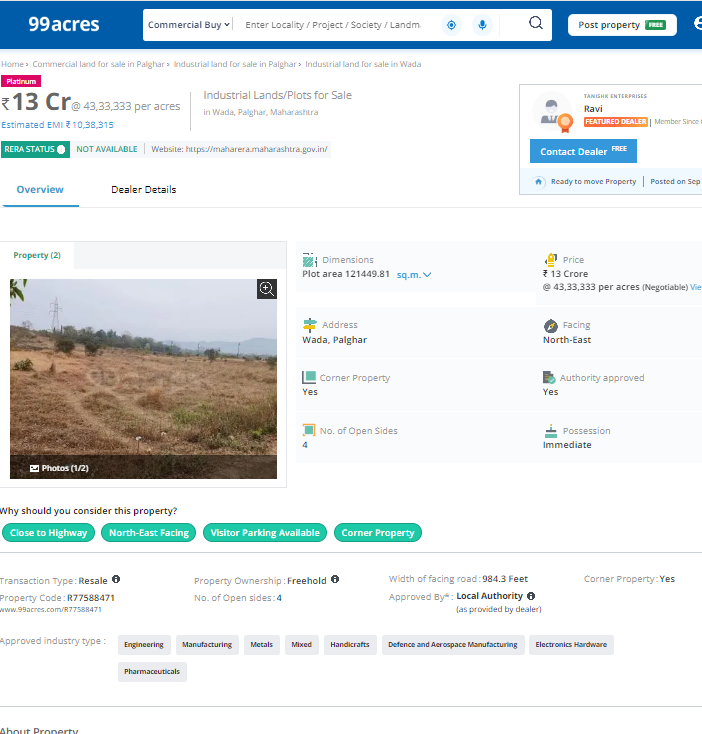 99acres
Commercial Buy
Enter Locality / Project / Society / Landm
Post property FREE
Home › Commercial land for sale in Palghar › Industrial land for sale in Palghar › Industrial land for sale in Wada
Platinum
₹ 13 Cr @ 43,33,333 per acres
Estimated EMI ₹ 10,38,315
Industrial Lands/Plots for Sale
in Wada, Palghar, Maharashtra
RERA STATUS NOT AVAILABLE Website: https://maharera.maharashtra.gov.in/
TANISHK ENTERPRISES
Ravi
FEATURED DEALER | Member Since
Contact Dealer FREE
Ready to move Property | Posted on Sep
Overview
Dealer Details
Property (2)
Photos (1/2)
Dimensions
Plot area 121449.81 sq.m.
Price
₹ 13 Crore
@ 43,33,333 per acres (Negotiable) Vie
Address
Wada, Palghar
Facing
North-East
Corner Property
Yes
Authority approved
Yes
No. of Open Sides
4
Possession
Immediate
Why should you consider this property?
Close to Highway
North-East Facing
Visitor Parking Available
Corner Property
Transaction Type : Resale
Property Ownership : Freehold
Width of facing road : 984.3 Feet
Corner Property : Yes
Property Code : R77588471
www.99acres.com/R77588471
No. of Open sides : 4
Approved By* : Local Authority
(as provided by dealer)
Approved industry type :
Engineering
Manufacturing
Metals
Mixed
Handicrafts
Defence and Aerospace Manufacturing
Electronics Hardware
Pharmaceuticals
About Property